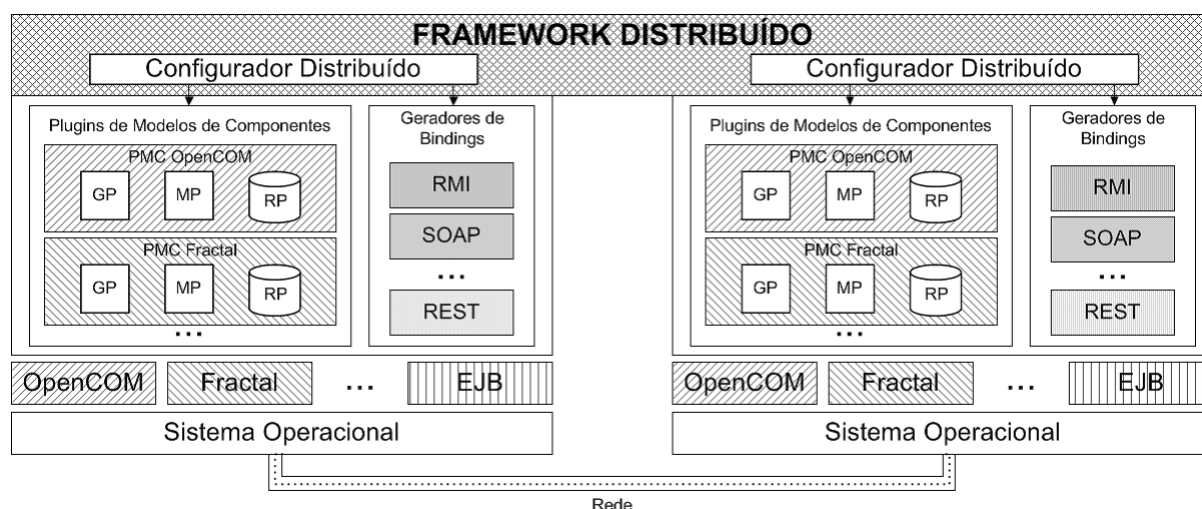 FRAMEWORK DISTRIBUÍDO
Configurador Distribuído
Plugins de Modelos de Componentes
PMC OpenCOM
GP MP RP
PMC Fractal
GP MP RP
...
Geradores de
Bindings
RMI
SOAP
...
REST
OpenCOM Fractal ... EJB
Sistema Operacional
Configurador Distribuído
Plugins de Modelos de Componentes
PMC OpenCOM
GP MP RP
PMC Fractal
GP MP RP
...
Geradores de
Bindings
RMI
SOAP
...
REST
OpenCOM Fractal ... EJB
Sistema Operacional
Rede